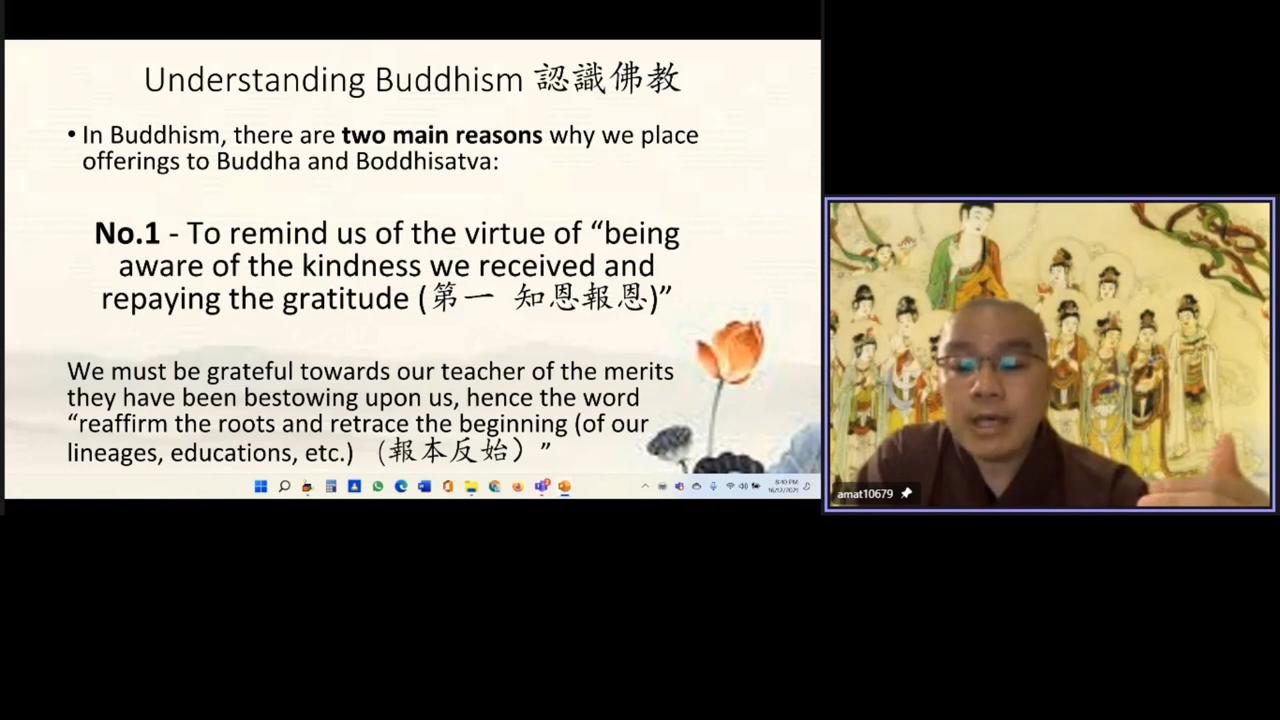 Understanding Buddhism 認識佛教
• In Buddhism, there are two main reasons why we place
offerings to Buddha and Boddhisatva:
No.1 - To remind us of the virtue of “being
aware of the kindness we received and
repaying the gratitude (第一 知恩報恩)”
We must be grateful towards our teacher of the merits
they have been bestowing upon us, hence the word
“reaffirm the roots and retrace the beginning (of our
lineages, educations, etc.) （報本反始）”
amat10679